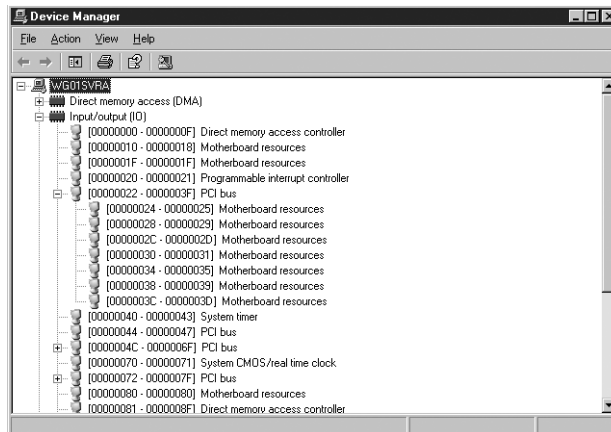 Device Manager
File Action View Help
WG01SVRA
Direct memory access (DMA)
Input/output (IO)
[00000000 - 0000000F] Direct memory access controller
[00000010 - 00000018] Motherboard resources
[0000001F - 0000001F] Motherboard resources
[00000020 - 00000021] Programmable interrupt controller
[00000022 - 0000003F] PCI bus
[00000024 - 00000025] Motherboard resources
[00000028 - 00000029] Motherboard resources
[0000002C - 0000002D] Motherboard resources
[00000030 - 00000031] Motherboard resources
[00000034 - 00000035] Motherboard resources
[00000038 - 00000039] Motherboard resources
[0000003C - 0000003D] Motherboard resources
[00000040 - 00000043] System timer
[00000044 - 00000047] PCI bus
[0000004C - 0000006F] PCI bus
[00000070 - 00000071] System CMOS/real time clock
[00000072 - 0000007F] PCI bus
[00000080 - 00000080] Motherboard resources
[00000081 - 0000008F] Direct memory access controller